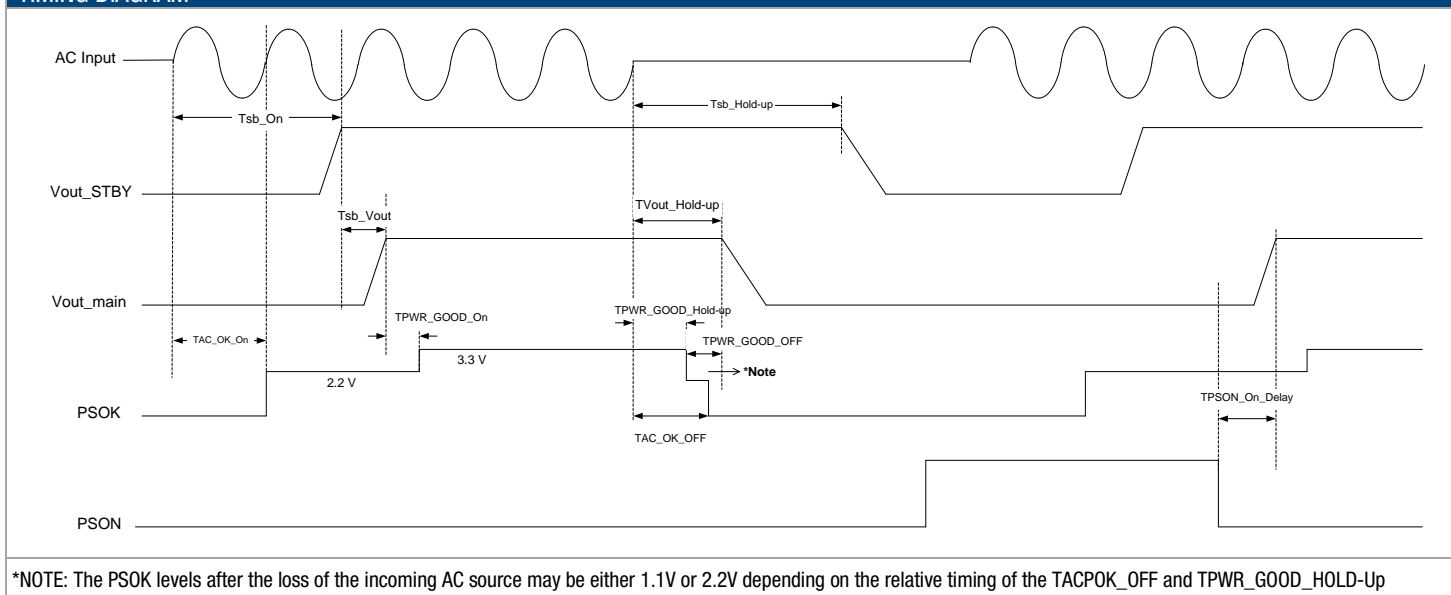 TIMING DIAGRAM
AC Input
Tsb_On
Tsb_Hold-up
Vout_STBY
Tsb_Vout
TVout_Hold-up
Vout_main
TPWR_GOOD_On
TPWR_GOOD_Hold-up
TAC_OK_On
TPWR_GOOD_OFF
3.3 V
*Note
2.2 V
PSOK
TPSON_On_Delay
TAC_OK_OFF
PSON
*NOTE: The PSOK levels after the loss of the incoming AC source may be either 1.1V or 2.2V depending on the relative timing of the TACPOK_OFF and TPWR_GOOD_HOLD-Up